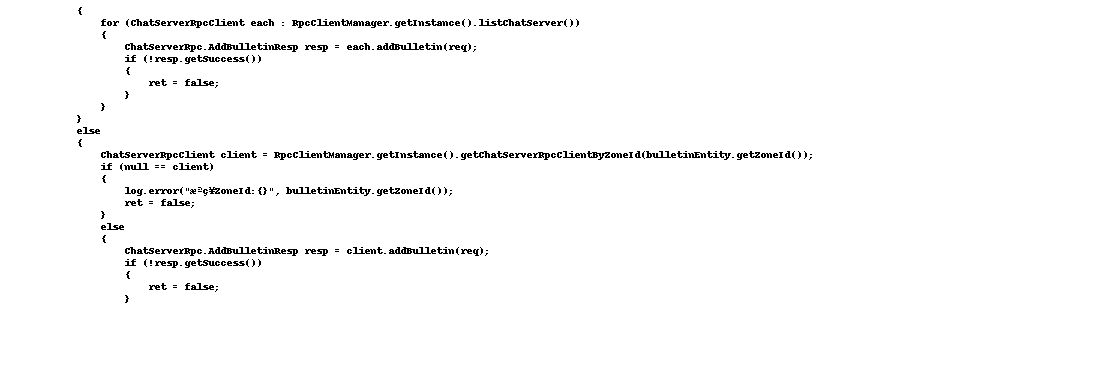 {
for (ChatServerRpcClient each : RpcClientManager.getInstance().listChatServer())
{
ChatServerRpc.AddBulletinResp resp = each.addBulletin(req);
if (!resp.getSuccess())
{
ret = false;
}
}
}
else
{
ChatServerRpcClient client = RpcClientManager.getInstance().getChatServerRpcClientByZoneId(bulletinEntity.getZoneId());
if (null == client)
{
log.error("æªç¥ZoneId:{}", bulletinEntity.getZoneId());
ret = false;
}
else
{
ChatServerRpc.AddBulletinResp resp = client.addBulletin(req);
if (!resp.getSuccess())
{
ret = false;
}